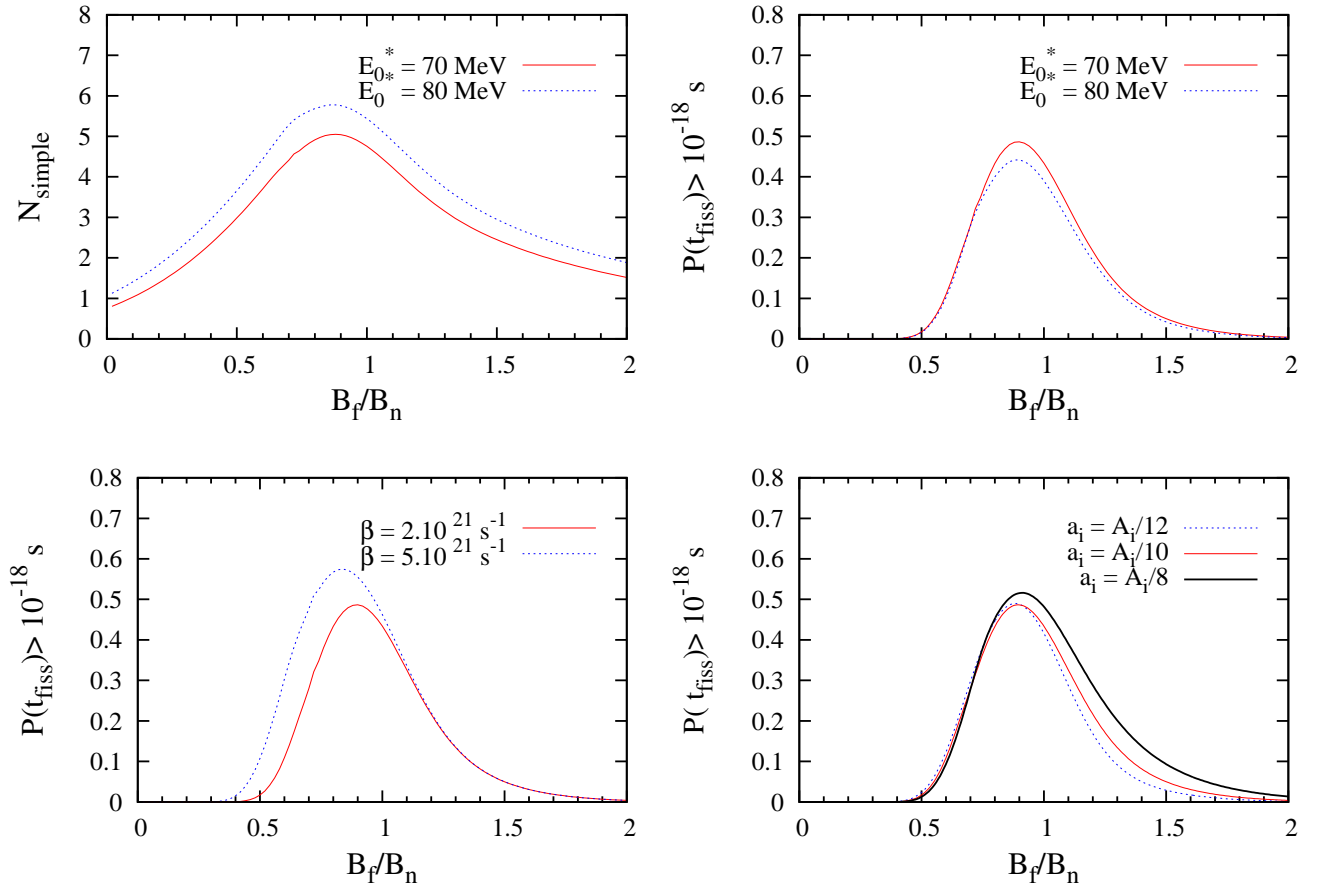 8
7
6
5
4
3
2
1
0
N_simple
E_0^* = 70 MeV
E_0^* = 80 MeV
0 0.5 1 1.5 2
B_f/B_n
0.8
0.7
0.6
0.5
0.4
0.3
0.2
0.1
0
P(t_fiss)> 10^-18 s
E_0^* = 70 MeV
E_0^* = 80 MeV
0 0.5 1 1.5 2
B_f/B_n
0.8
0.7
0.6
0.5
0.4
0.3
0.2
0.1
0
P(t_fiss)> 10^-18 s
β = 2.10^21 s^-1
β = 5.10^21 s^-1
0 0.5 1 1.5 2
B_f/B_n
0.8
0.7
0.6
0.5
0.4
0.3
0.2
0.1
0
P( t_fiss)> 10^-18 s
a_i = A_i/12
a_i = A_i/10
a_i = A_i/8
0 0.5 1 1.5 2
B_f/B_n